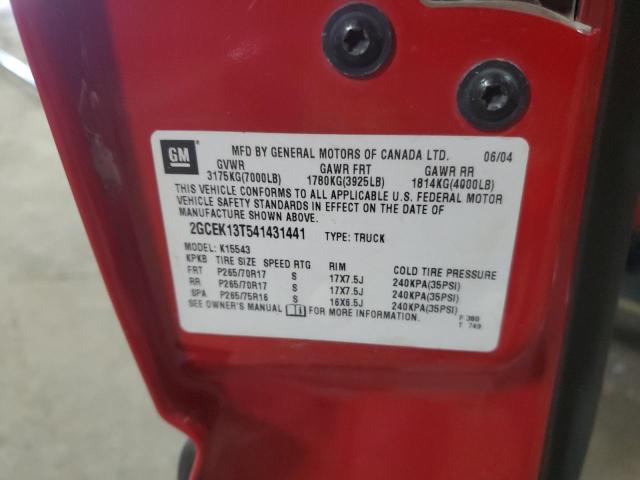 GM
MFD BY GENERAL MOTORS OF CANADA LTD. 06/04
GVWR GAWR FRT GAWR RR
3175KG(7000LB) 1780KG(3925LB) 1814KG(4000LB)
THIS VEHICLE CONFORMS TO ALL APPLICABLE U.S. FEDERAL MOTOR
VEHICLE SAFETY STANDARDS IN EFFECT ON THE DATE OF
MANUFACTURE SHOWN ABOVE.
2GCEK13T541431441 TYPE: TRUCK
MODEL: K15543
KPKB TIRE SIZE SPEED RTG RIM COLD TIRE PRESSURE
FRT P265/70R17 S 17X7.5J 240KPA(35PSI)
RR P265/70R17 S 17X7.5J 240KPA(35PSI)
SPA P265/75R16 S 16X6.5J 240KPA(35PSI)
SEE OWNER'S MANUAL FOR MORE INFORMATION.
F 380
T 749